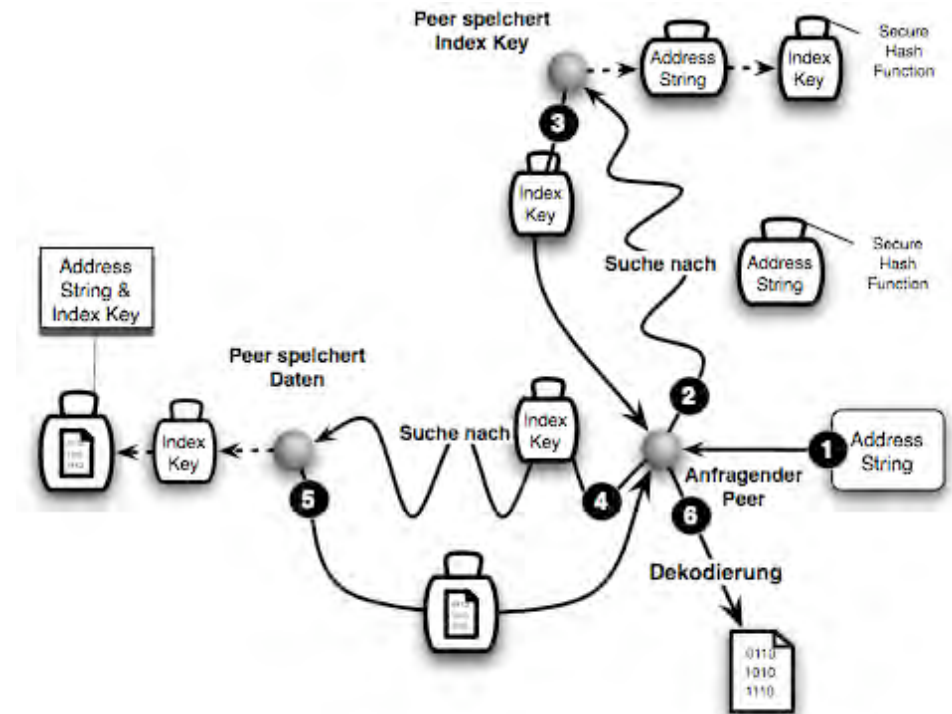 Peer speichert
Index Key
Address
String
Index
Key
Secure
Hash
Function
3
Index
Key
Suche nach
Address
String
Secure
Hash
Function
Address
String &
Index Key
Peer speichert
Daten
2
Index
Key
Suche nach
Index
Key
1
Address
String
5
4
Anfragender
Peer
6
Dekodierung
0110
1010
1110